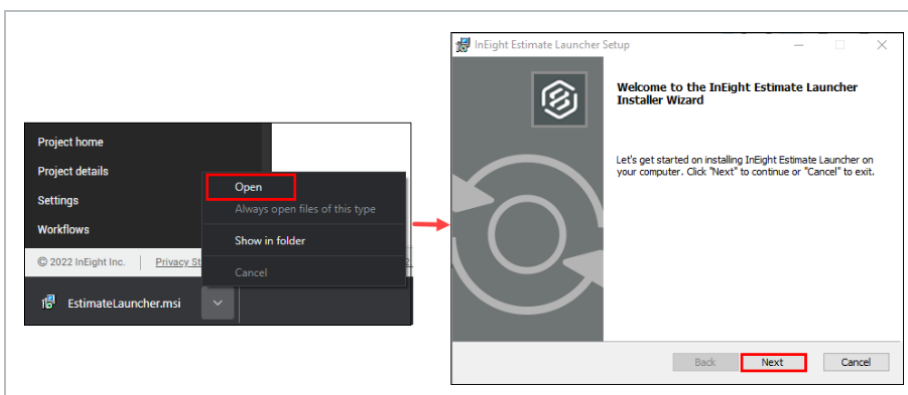 Project home
Project details
Settings
Workflows
Open
Always open files of this type
Show in folder
Cancel
© 2022 InEight Inc.
Privacy St
EstimateLauncher.msi
InEight Estimate Launcher Setup
Welcome to the InEight Estimate Launcher
Installer Wizard
Let's get started on installing InEight Estimate Launcher on
your computer. Click "Next" to continue or "Cancel" to exit.
Back
Next
Cancel